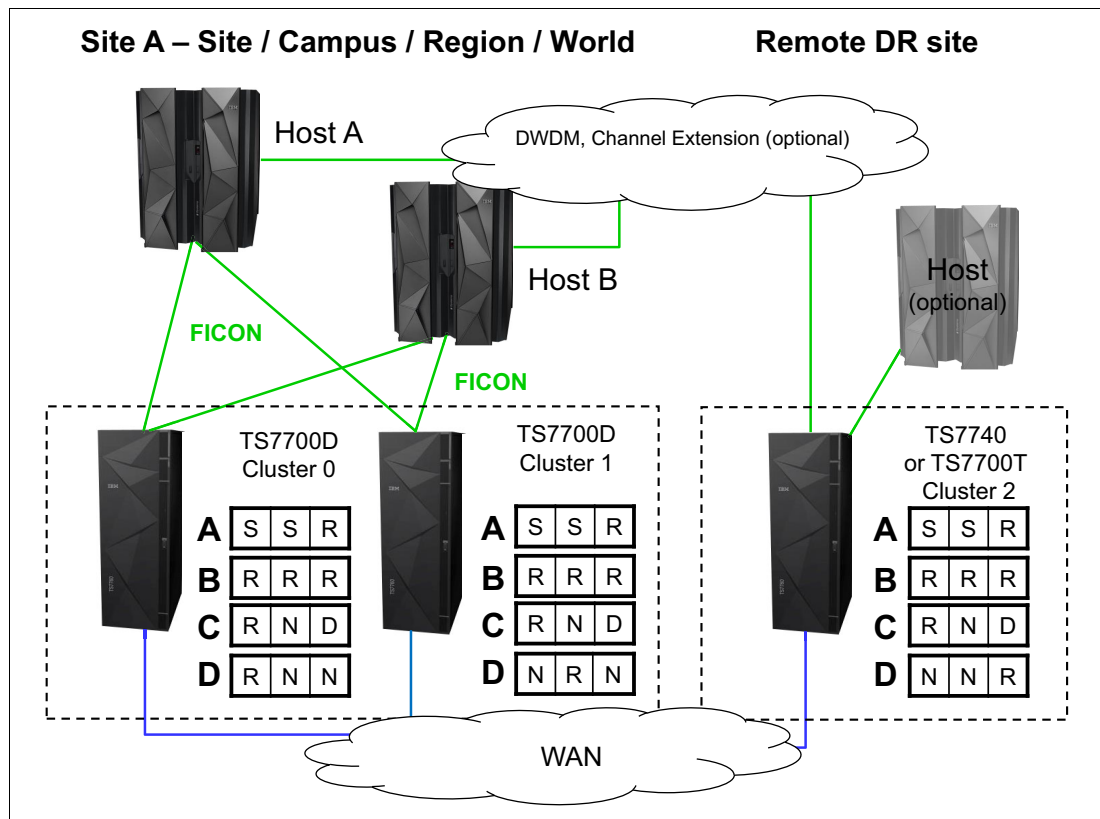 Site A – Site / Campus / Region / World
Remote DR site
Host A
DWDM, Channel Extension (optional)
Host B
Host
(optional)
FICON
FICON
TS7700D
Cluster 0
A S S R
B R R R
C R N D
D R N N
TS7700D
Cluster 1
A S S R
B R R R
C R N D
D N R N
TS7740
or TS7700T
Cluster 2
A S S R
B R R R
C R N D
D N N R
WAN